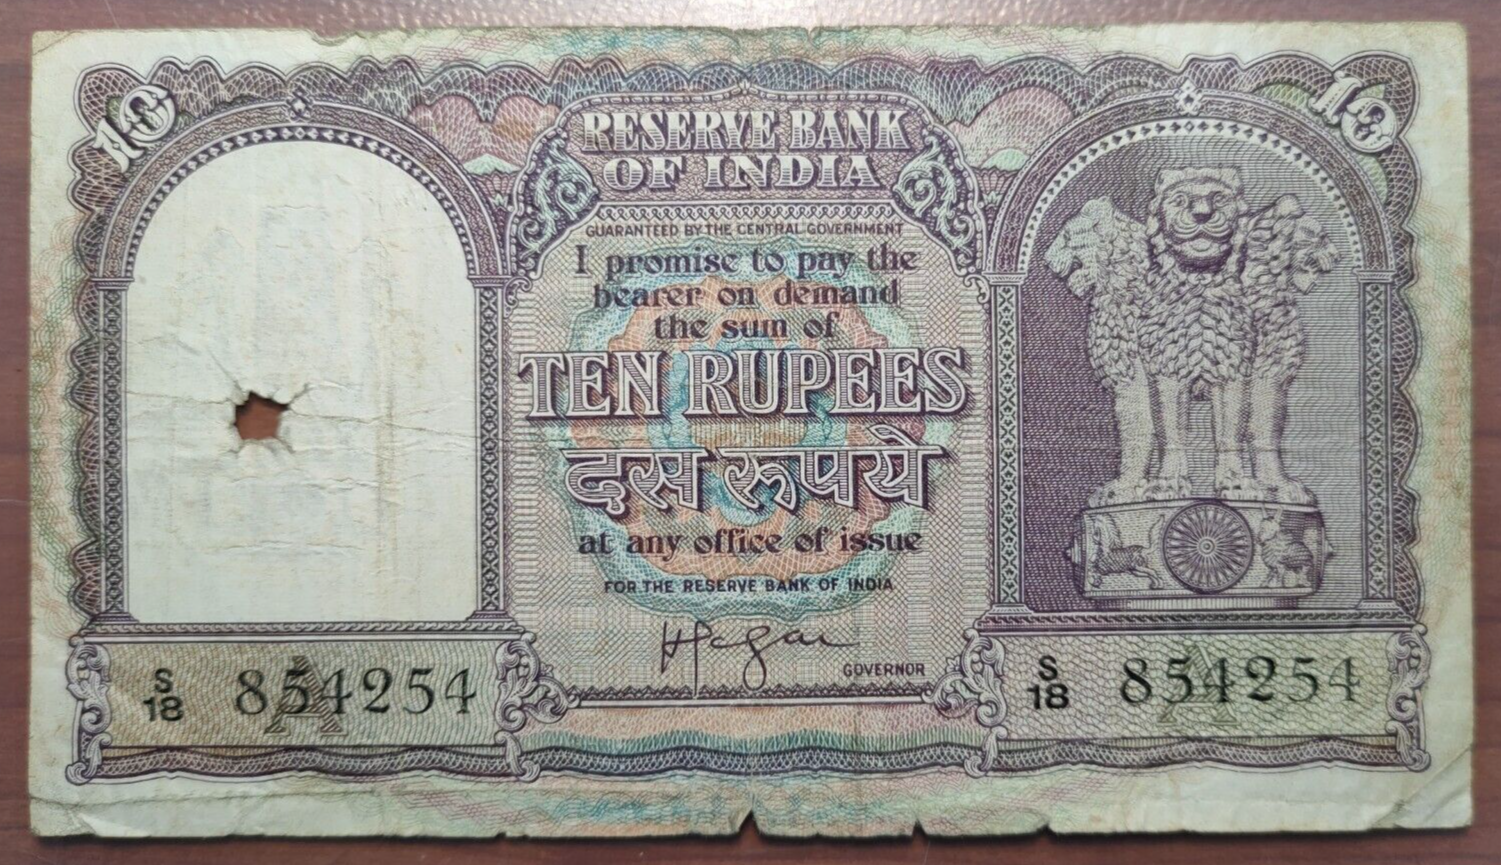 10
10
RESERVE BANK
OF INDIA
GUARANTEED BY THE CENTRAL GOVERNMENT
I promise to pay the
bearer on demand
the sum of
TEN RUPEES
दस रूपये
at any office of issue
FOR THE RESERVE BANK OF INDIA
GOVERNOR
S
18
A
854254
S
18
A
854254